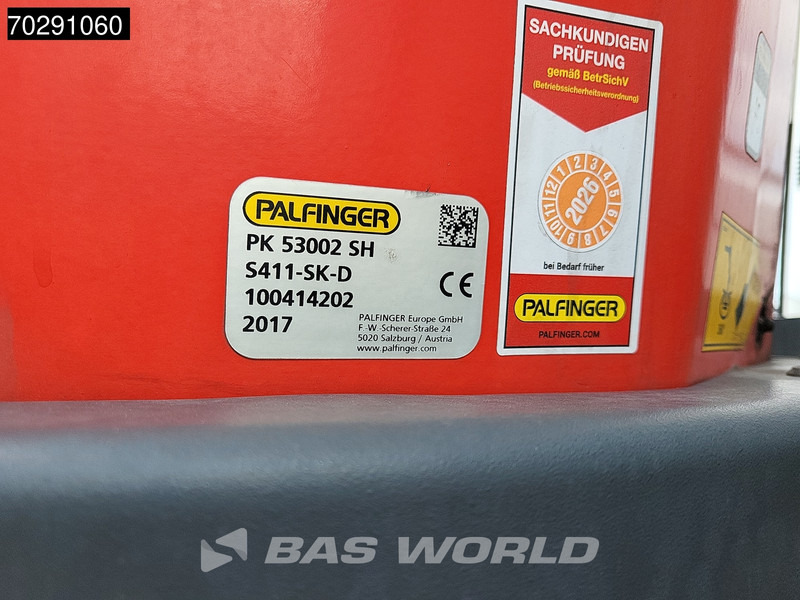 70291060
PALFINGER
PK 53002 SH
S411-SK-D
100414202
2017
CE
PALFINGER Europe GmbH
F.-W.-Scherer-Straße 24
5020 Salzburg / Austria
www.palfinger.com
SACHKUNDIGEN
PRÜFUNG
gemäß BetrSichV
(Betriebssicherheitsverordnung)
1 2 3 4 5 6 7 8 9 10 11 12
2026
bei Bedarf früher
PALFINGER
PALFINGER.COM
BAS WORLD